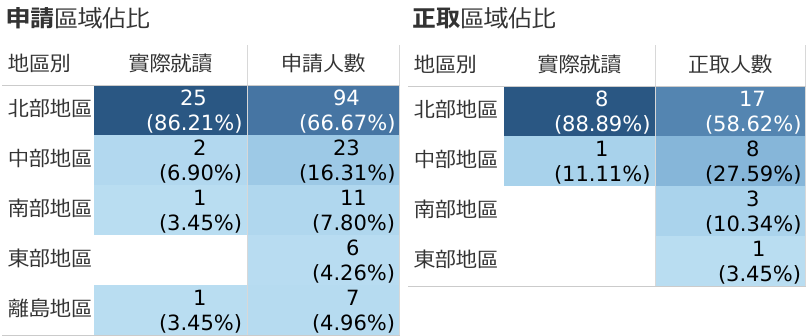 申請區域佔比
地區別 實際就讀 申請人數
北部地區 25 (86.21%) 94 (66.67%)
中部地區 2 (6.90%) 23 (16.31%)
南部地區 1 (3.45%) 11 (7.80%)
東部地區 6 (4.26%)
離島地區 1 (3.45%) 7 (4.96%)
正取區域佔比
地區別 實際就讀 正取人數
北部地區 8 (88.89%) 17 (58.62%)
中部地區 1 (11.11%) 8 (27.59%)
南部地區 3 (10.34%)
東部地區 1 (3.45%)